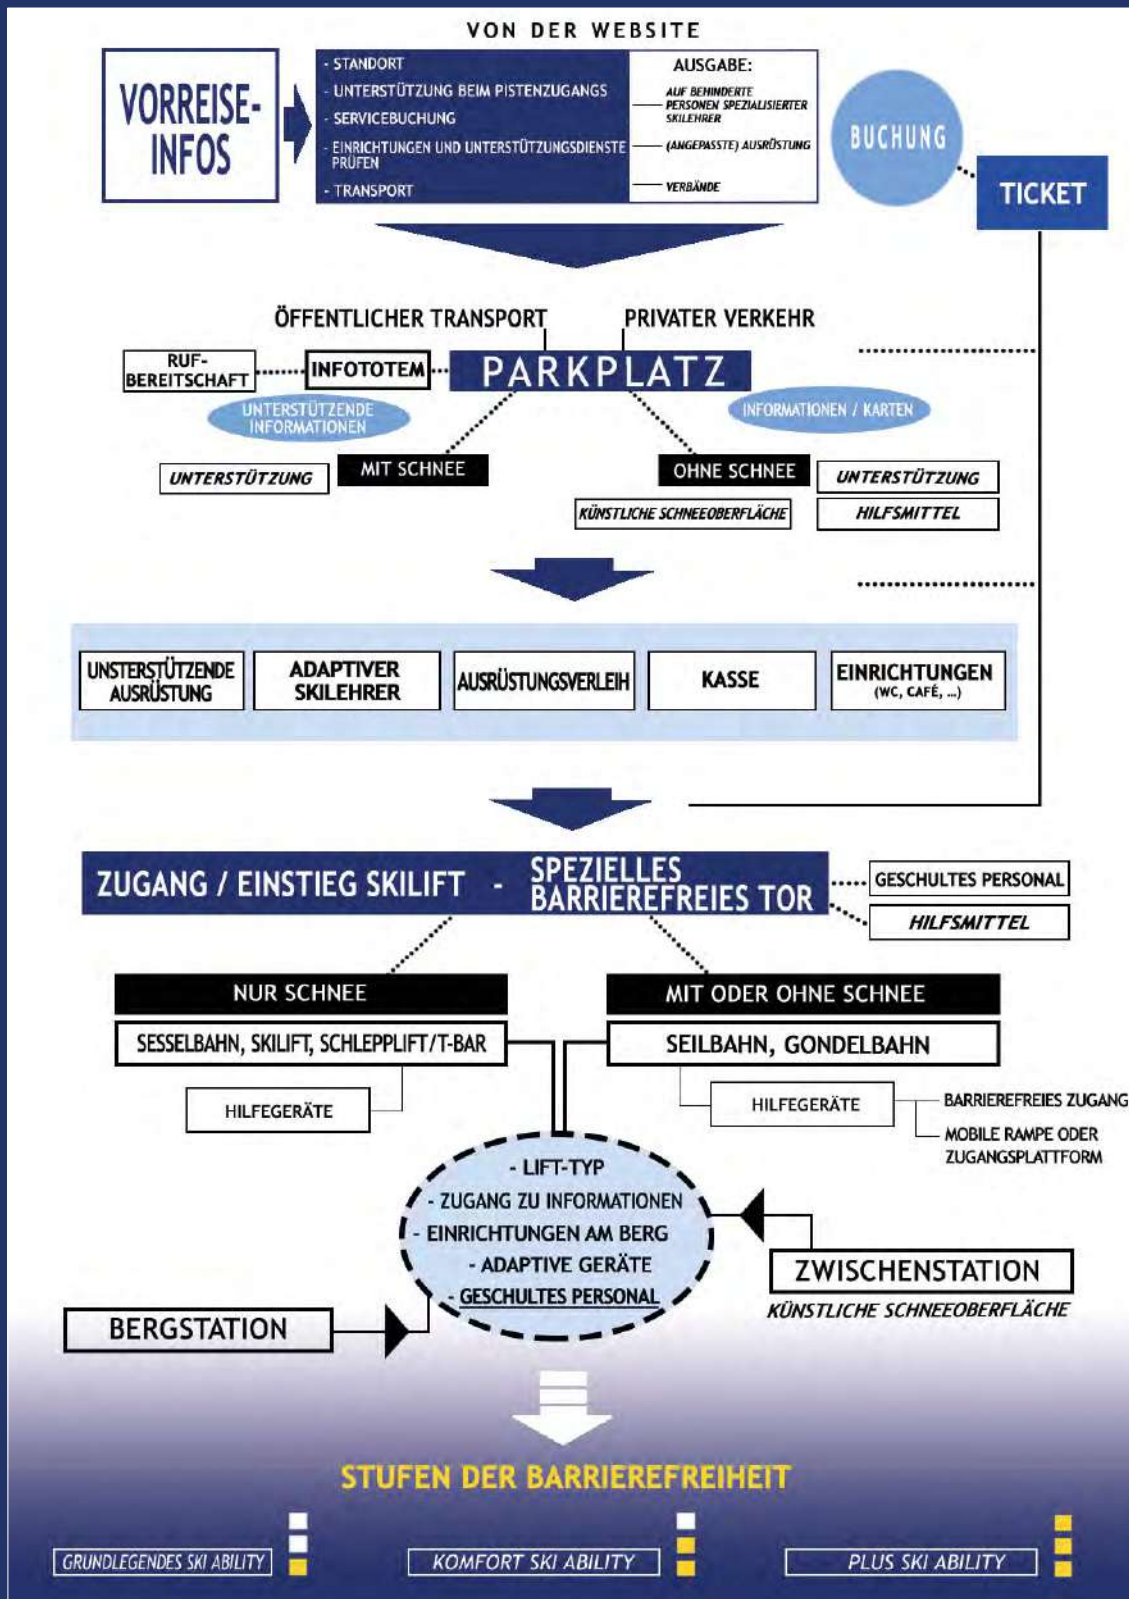 VON DER WEBSITE
VORREISE-
INFOS
- STANDORT
- UNTERSTÜTZUNG BEIM PISTENZUGANGS
- SERVICEBUCHUNG
- EINRICHTUNGEN UND UNTERSTÜTZUNGSDIENSTE
PRÜFEN
- TRANSPORT
AUSGABE:
AUF BEHINDERTE
PERSONEN SPEZIALISIERTER
SKILEHRER
(ANGEPASSTE) AUSRÜSTUNG
VERBÄNDE
BUCHUNG
TICKET
ÖFFENTLICHER TRANSPORT
PRIVATER VERKEHR
RUF-
BEREITSCHAFT
INFOTOTEM
PARKPLATZ
UNTERSTÜTZENDE
INFORMATIONEN
INFORMATIONEN / KARTEN
UNTERSTÜTZUNG
MIT SCHNEE
OHNE SCHNEE
UNTERSTÜTZUNG
KÜNSTLICHE SCHNEEOBERFLÄCHE
HILFSMITTEL
UNSTERSTÜTZENDE
AUSRÜSTUNG
ADAPTIVER
SKILEHRER
AUSRÜSTUNGSVERLEIH
KASSE
EINRICHTUNGEN
(WC, CAFÉ, ...)
ZUGANG / EINSTIEG SKILIFT - SPEZIELLES
BARRIEREFREIES TOR
GESCHULTES PERSONAL
HILFSMITTEL
NUR SCHNEE
SESSELBAHN, SKILIFT, SCHLEPPLIFT/T-BAR
HILFEGERÄTE
MIT ODER OHNE SCHNEE
SEILBAHN, GONDELBAHN
HILFEGERÄTE
BARRIEREFREIES ZUGANG
MOBILE RAMPE ODER
ZUGANGSPLATTFORM
- LIFT-TYP
- ZUGANG ZU INFORMATIONEN
- EINRICHTUNGEN AM BERG
- ADAPTIVE GERÄTE
- GESCHULTES PERSONAL
ZWISCHENSTATION
KÜNSTLICHE SCHNEEOBERFLÄCHE
BERGSTATION
STUFEN DER BARRIEREFREIHEIT
GRUNDLEGENDES SKI ABILITY
KOMFORT SKI ABILITY
PLUS SKI ABILITY